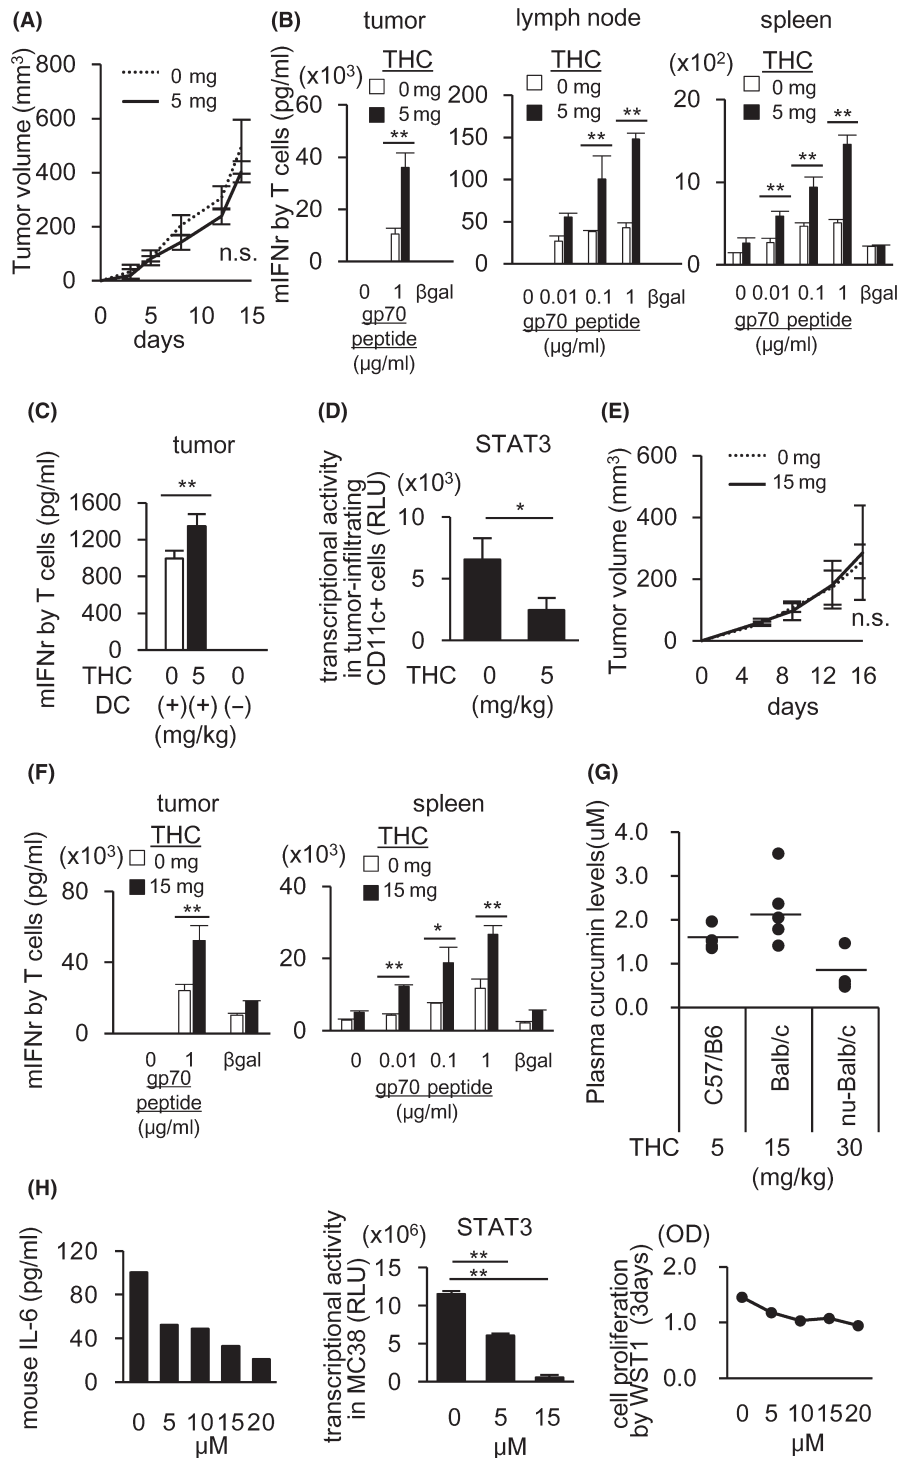 (A)
Tumor volume (mm³)
800
600
400
200
0
0 mg
5 mg
n.s.
0 5 10 15
days
(B)
mIFNr by T cells (pg/ml)
tumor
THC
(x10³)
0 mg
5 mg
60
40
20
0
**
0 1 βgal
gp70
peptide
(µg/ml)
lymph node
THC
0 mg
5 mg
200
150
100
50
0
**
**
0 0.01 0.1 1 βgal
gp70 peptide
(µg/ml)
spleen
(x10²)
THC
0 mg
5 mg
20
10
0
**
**
**
0 0.01 0.1 1 βgal
gp70 peptide
(µg/ml)
(C)
tumor
mIFNr by T cells (pg/ml)
1600
1200
800
400
0
**
THC 0 5 0
DC (+) (+) (−)
(mg/kg)
(D)
STAT3
transcriptional activity
in tumor-infiltrating
CD11c+ cells (RLU)
(x10³)
10
5
0
*
THC 0 5
(mg/kg)
(E)
Tumor volume (mm³)
600
400
200
0
0 mg
15 mg
n.s.
0 4 8 12 16
days
(F)
mIFNr by T cells (pg/ml)
tumor
THC
(x10³)
0 mg
15 mg
80
40
0
**
0 1 βgal
gp70
peptide
(µg/ml)
spleen
THC
(x10³)
0 mg
15 mg
40
20
0
**
*
**
0 0.01 0.1 1 βgal
gp70 peptide
(µg/ml)
(G)
Plasma curcumin levels(uM)
4.0
3.0
2.0
1.0
0.0
C57/B6
Balb/c
nu-Balb/c
THC 5 15 30
(mg/kg)
(H)
mouse IL-6 (pg/ml)
120
80
40
0
0 5 10 15 20
µM
STAT3
transcriptional activity
in MC38 (RLU)
(x10⁶)
15
10
5
0
**
**
0 5 15
µM
(OD)
cell proliferation
by WST1 (3days)
2.0
1.0
0.0
0 5 10 15 20
µM